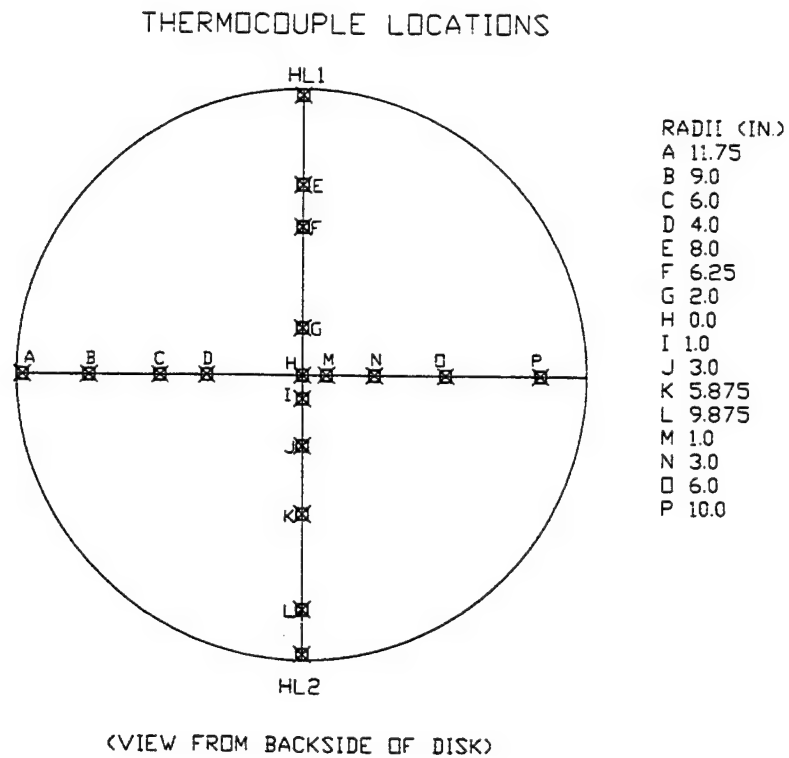 THERMOCOUPLE LOCATIONS
HL1
E
F
G
A B C D H M N O P
I
J
K
L
HL2
RADII (IN.)
A 11.75
B 9.0
C 6.0
D 4.0
E 8.0
F 6.25
G 2.0
H 0.0
I 1.0
J 3.0
K 5.875
L 9.875
M 1.0
N 3.0
O 6.0
P 10.0
(VIEW FROM BACKSIDE OF DISK)